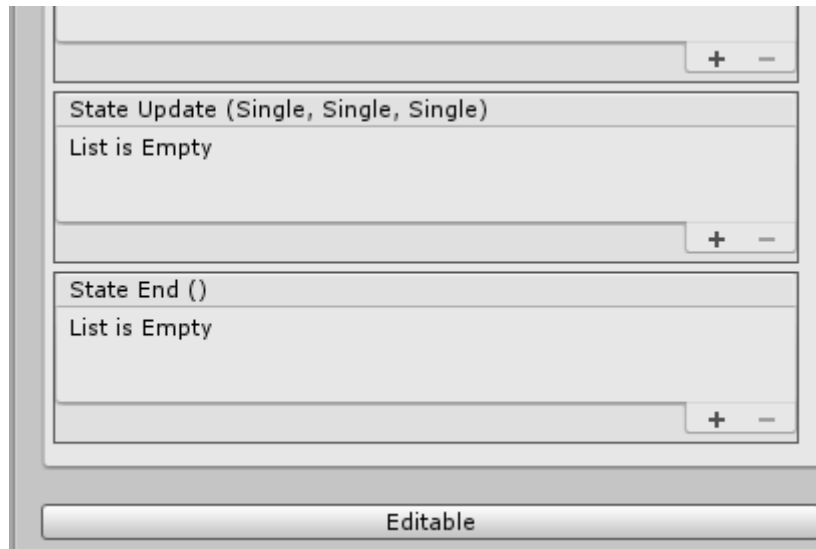 + −
State Update (Single, Single, Single)
List is Empty
+ −
State End ()
List is Empty
+ −
Editable